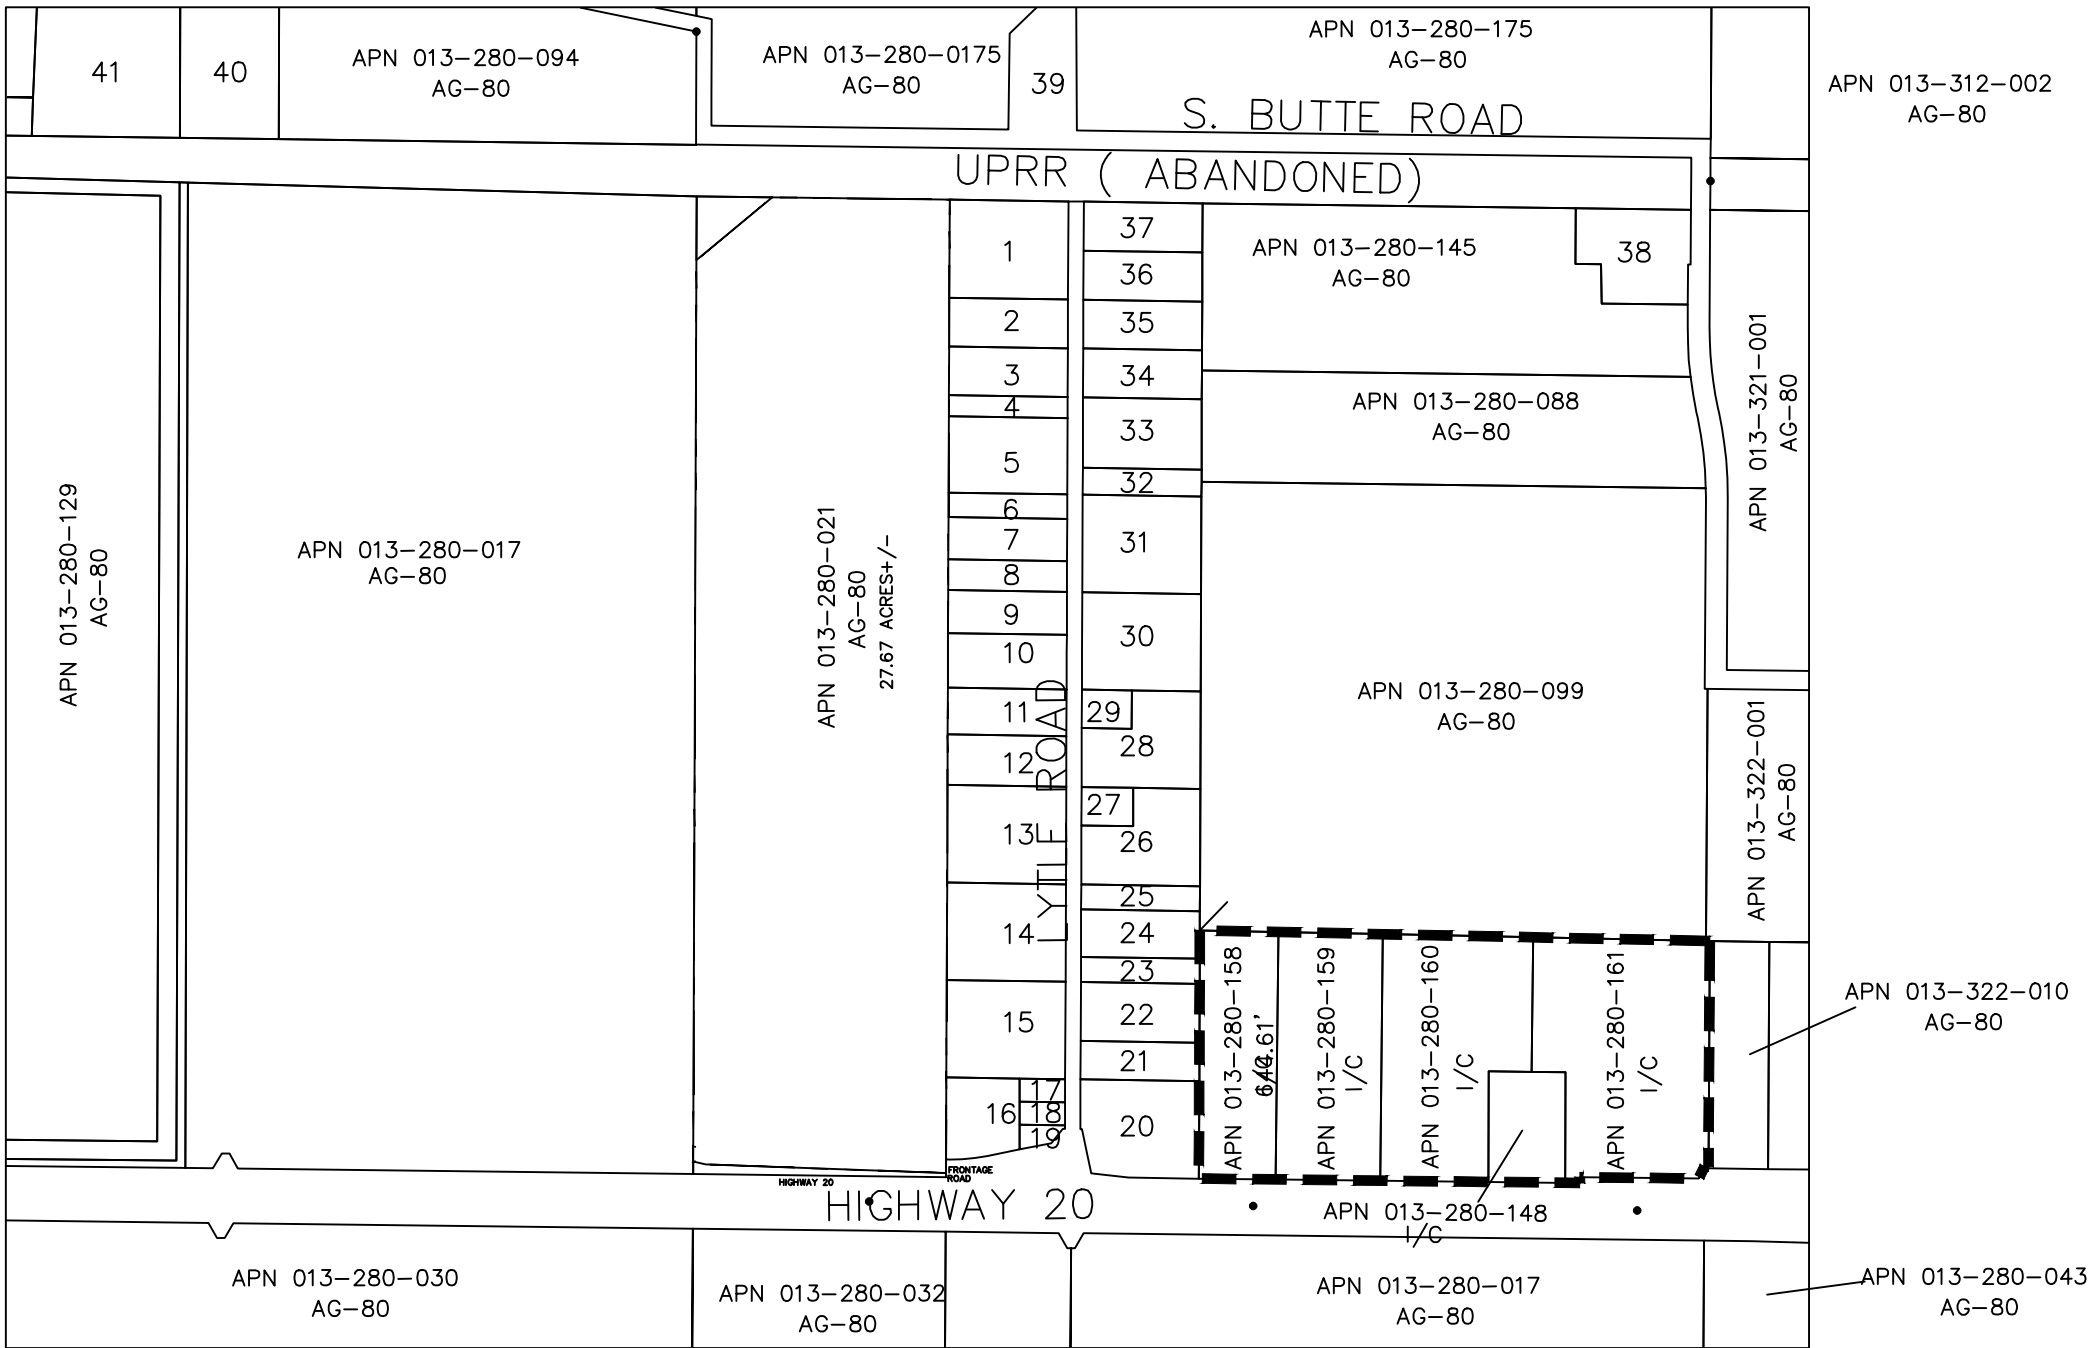 APN 013-280-175
AG-80
APN 013-280-094
AG-80
APN 013-280-0175
AG-80
41
40
39
APN 013-312-002
AG-80
S. BUTTE ROAD
UPRR ( ABANDONED)
1
2
3
4
5
6
7
8
9
10
11
12
13
14
15
16
17
18
19
37
36
35
34
33
32
31
30
29
28
27
26
25
24
23
22
21
20
LYTLE ROAD
APN 013-280-145
AG-80
38
APN 013-280-088
AG-80
APN 013-321-001
AG-80
APN 013-280-129
AG-80
APN 013-280-017
AG-80
APN 013-280-021
AG-80
27.67 ACRES+/-
APN 013-280-099
AG-80
APN 013-322-001
AG-80
APN 013-280-158
644.61'
APN 013-280-159
I/C
APN 013-280-160
I/C
APN 013-280-161
I/C
APN 013-322-010
AG-80
FRONTAGE
ROAD
HIGHWAY 20
HIGHWAY 20
APN 013-280-148
I/C
APN 013-280-030
AG-80
APN 013-280-032
AG-80
APN 013-280-017
AG-80
APN 013-280-043
AG-80